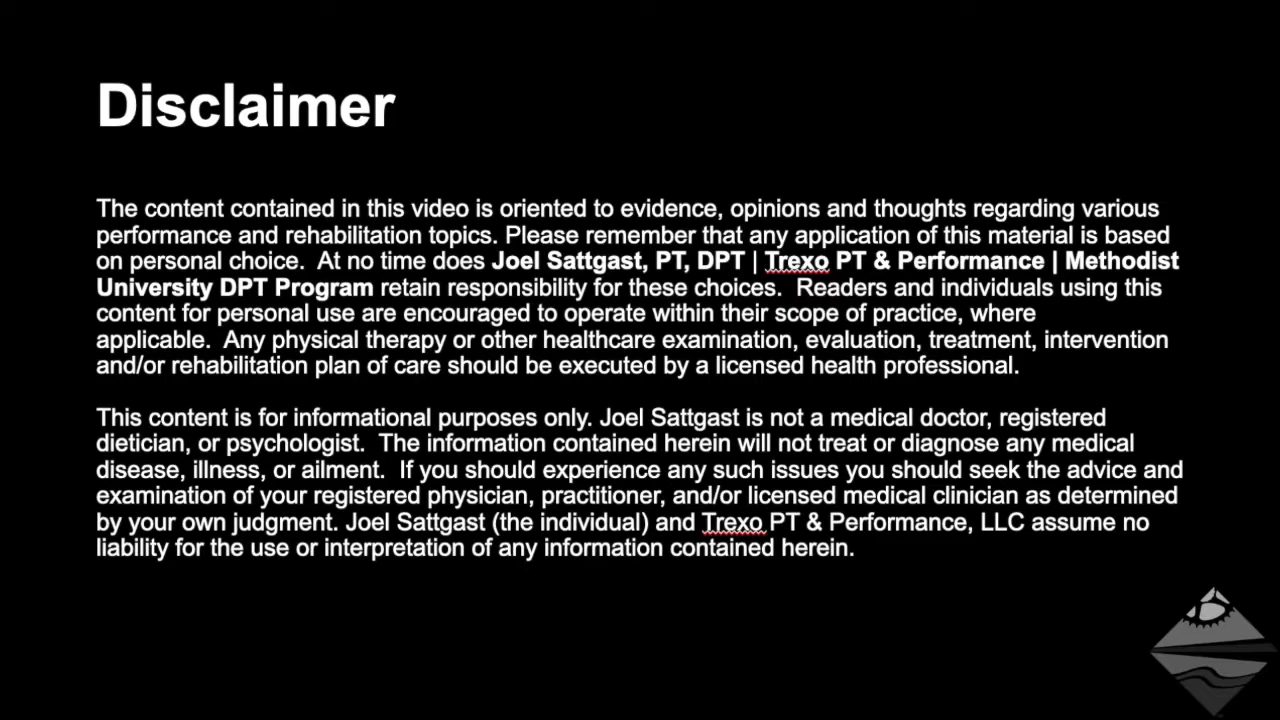 Disclaimer
The content contained in this video is oriented to evidence, opinions and thoughts regarding various
performance and rehabilitation topics. Please remember that any application of this material is based
on personal choice.  At no time does Joel Sattgast, PT, DPT | Trexo PT & Performance | Methodist
University DPT Program retain responsibility for these choices.  Readers and individuals using this
content for personal use are encouraged to operate within their scope of practice, where
applicable.  Any physical therapy or other healthcare examination, evaluation, treatment, intervention
and/or rehabilitation plan of care should be executed by a licensed health professional.
This content is for informational purposes only. Joel Sattgast is not a medical doctor, registered
dietician, or psychologist.  The information contained herein will not treat or diagnose any medical
disease, illness, or ailment.  If you should experience any such issues you should seek the advice and
examination of your registered physician, practitioner, and/or licensed medical clinician as determined
by your own judgment. Joel Sattgast (the individual) and Trexo PT & Performance, LLC assume no
liability for the use or interpretation of any information contained herein.